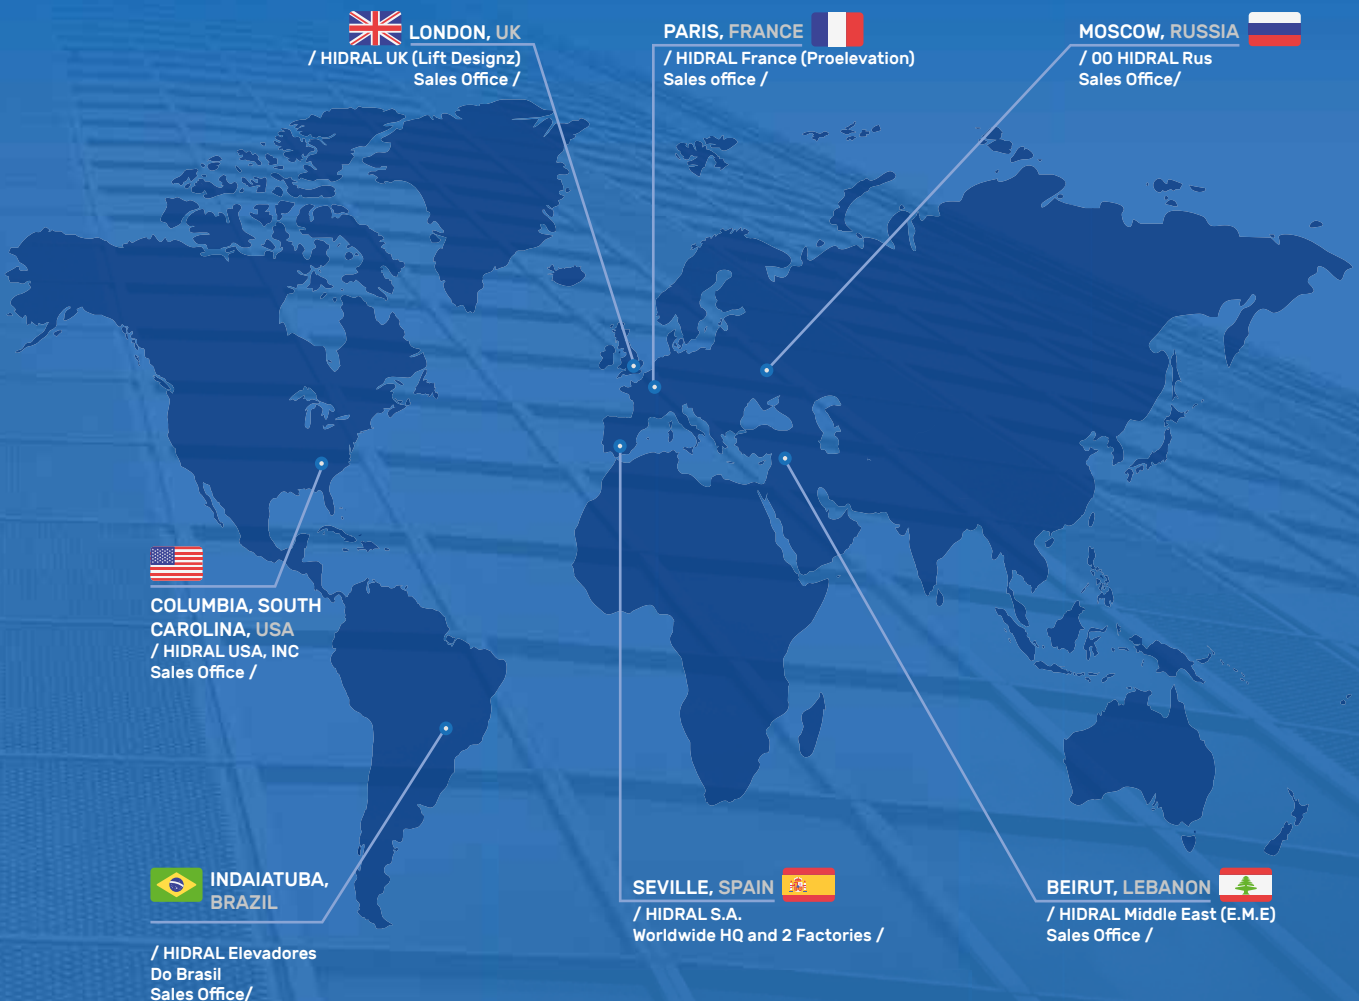 LONDON, UK
/ HIDRAL UK (Lift Designz)
Sales Office /
PARIS, FRANCE
/ HIDRAL France (Proelevation)
Sales office /
MOSCOW, RUSSIA
/ 00 HIDRAL Rus
Sales Office/
COLUMBIA, SOUTH
CAROLINA, USA
/ HIDRAL USA, INC
Sales Office /
INDAIATUBA,
BRAZIL
/ HIDRAL Elevadores
Do Brasil
Sales Office/
SEVILLE, SPAIN
/ HIDRAL S.A.
Worldwide HQ and 2 Factories /
BEIRUT, LEBANON
/ HIDRAL Middle East (E.M.E)
Sales Office /